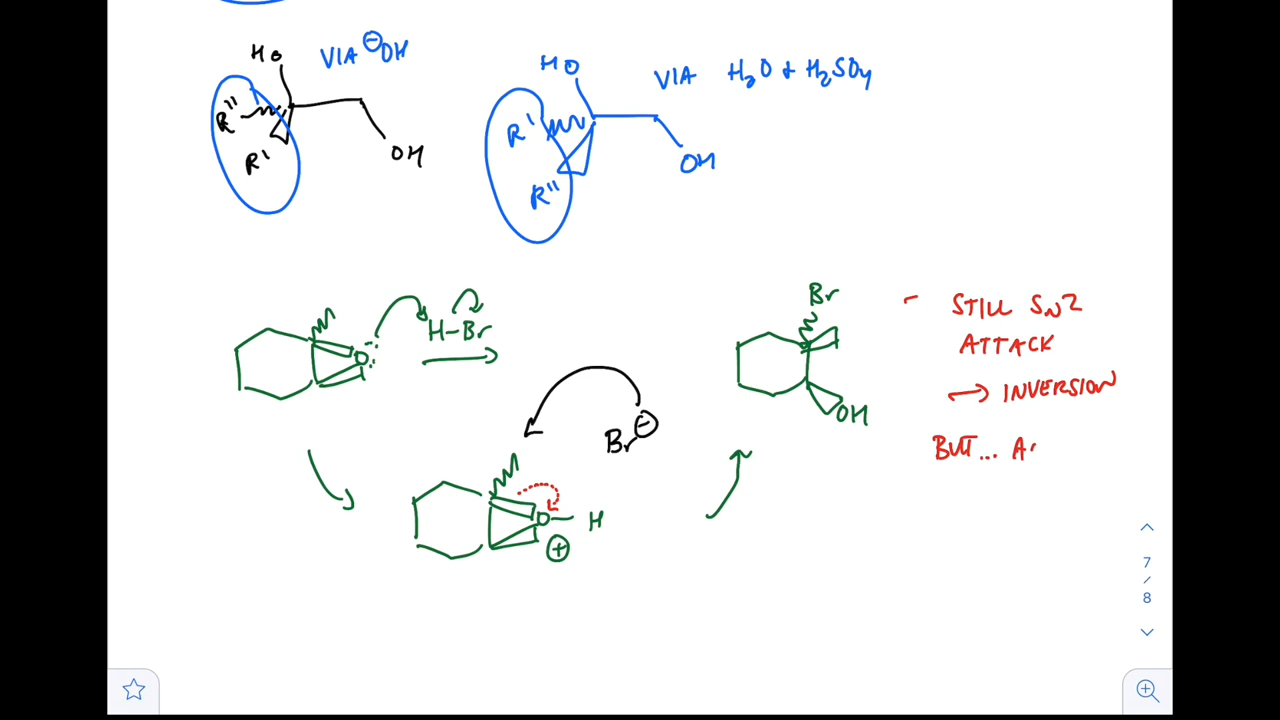 HO
VIA ⊖OH
R''
R'
OH
HO
VIA H₂O + H₂SO₄
R'
R''
OH
H-Br
O
Br
OH
- STILL SN2
ATTACK
→ INVERSION
BUT... A
Br ⊖
O-H
⊕
7
/
8